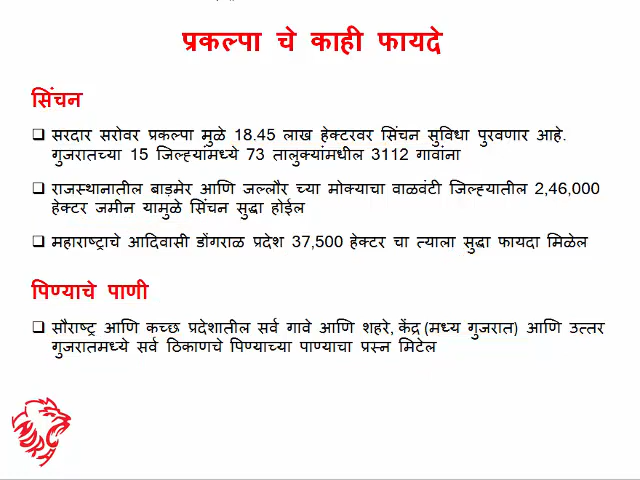 प्रकल्पा चे काही फायदे
सिंचन
❑ सरदार सरोवर प्रकल्पा मुळे 18.45 लाख हेक्टरवर सिंचन सुविधा पुरवणार आहे.
गुजरातच्या 15 जिल्ह्यांमध्ये 73 तालुक्यांमधील 3112 गावांना
❑ राजस्थानातील बाड़मेर आणि जल्लौर च्या मोक्याचा वाळवंटी जिल्ह्यातील 2,46,000
हेक्टर जमीन यामुळे सिंचन सुद्धा होईल
❑ महाराष्ट्राचे आदिवासी डोंगराळ प्रदेश 37,500 हेक्टर चा त्याला सुद्धा फायदा मिळेल
पिण्याचे पाणी
❑ सौराष्ट्र आणि कच्छ प्रदेशातील सर्व गावे आणि शहरे, केंद्र (मध्य गुजरात) आणि उत्तर
गुजरातमध्ये सर्व ठिकाणचे पिण्याच्या पाण्याचा प्रस्न मिटेल